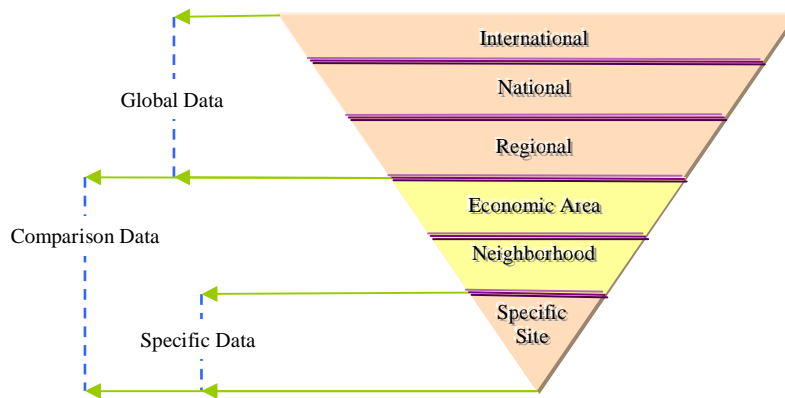 International
National
Global Data
Regional
Economic Area
Comparison Data
Neighborhood
Specific
Site
Specific Data